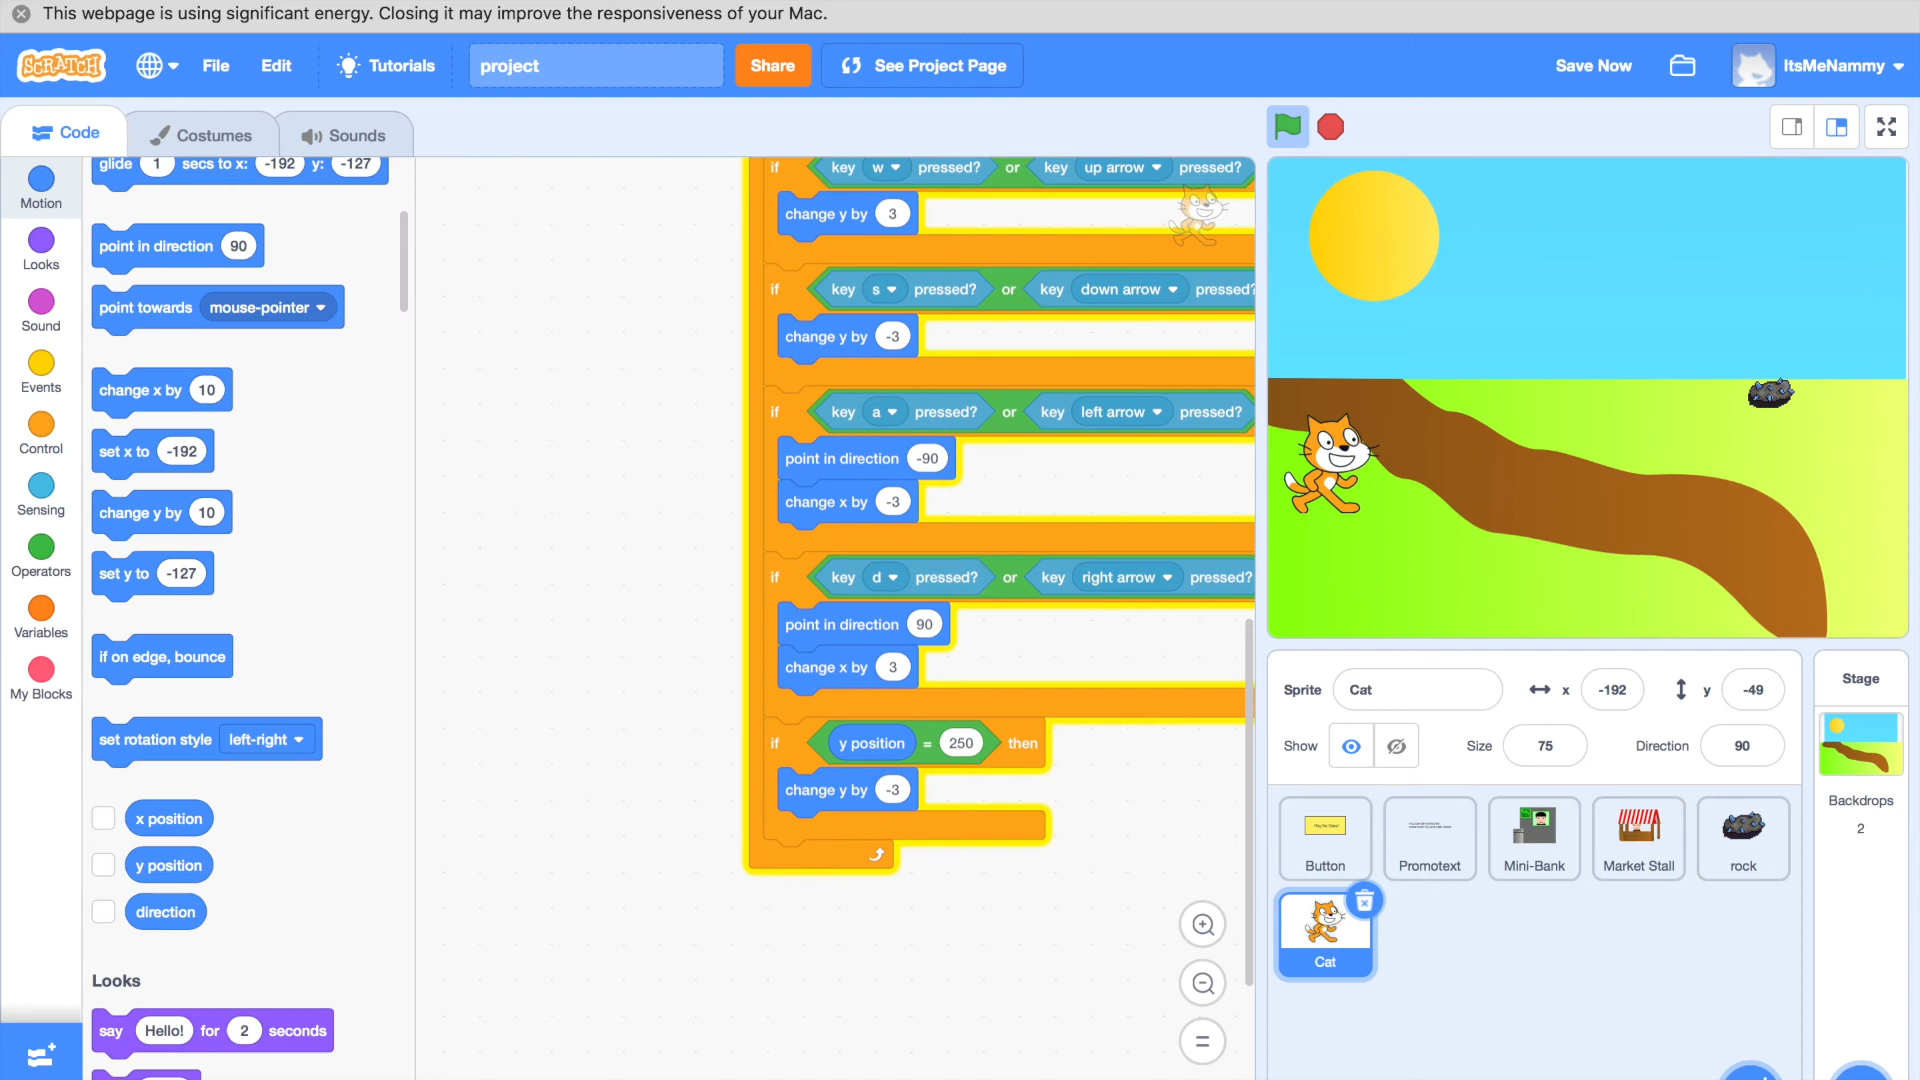 This webpage is using significant energy. Closing it may improve the responsiveness of your Mac.
SCRATCH
File
Edit
Tutorials
project
Share
See Project Page
Save Now
ItsMeNammy
Code
Costumes
Sounds
Motion
Looks
Sound
Events
Control
Sensing
Operators
Variables
My Blocks
glide 1 secs to x: -192 y: -127
point in direction 90
point towards mouse-pointer
change x by 10
set x to -192
change y by 10
set y to -127
if on edge, bounce
set rotation style left-right
x position
y position
direction
Looks
say Hello! for 2 seconds
if key w pressed? or key up arrow pressed?
change y by 3
if key s pressed? or key down arrow pressed?
change y by -3
if key a pressed? or key left arrow pressed?
point in direction -90
change x by -3
if key d pressed? or key right arrow pressed?
point in direction 90
change x by 3
if y position = 250 then
change y by -3
Sprite Cat x -192 y -49
Show Size 75 Direction 90
Button
Promotext
Mini-Bank
Market Stall
rock
Cat
Stage
Backdrops
2